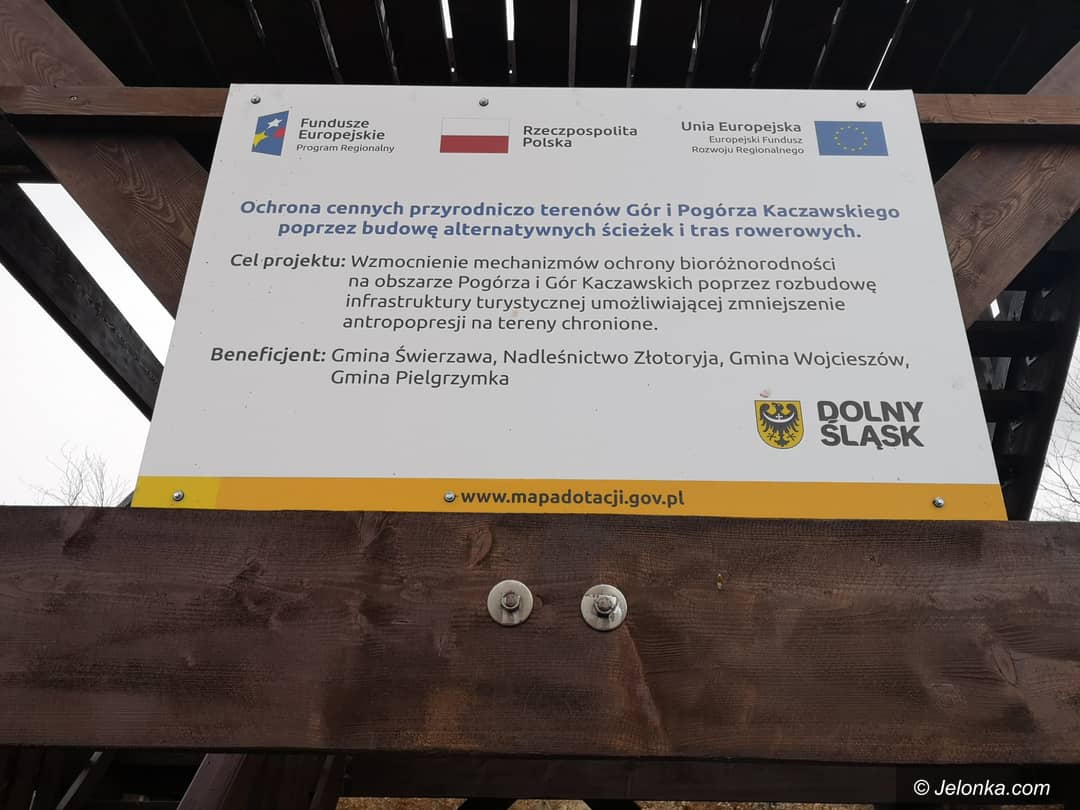 Fundusze
Europejskie
Program Regionalny
Rzeczpospolita
Polska
Unia Europejska
Europejski Fundusz
Rozwoju Regionalnego
Ochrona cennych przyrodniczo terenów Gór i Pogórza Kaczawskiego
poprzez budowę alternatywnych ścieżek i tras rowerowych.
Cel projektu: Wzmocnienie mechanizmów ochrony bioróżnorodności
na obszarze Pogórza i Gór Kaczawskich poprzez rozbudowę
infrastruktury turystycznej umożliwiającej zmniejszenie
antropopresji na tereny chronione.
Beneficjent: Gmina Świerzawa, Nadleśnictwo Złotoryja, Gmina Wojcieszów,
Gmina Pielgrzymka
DOLNY
ŚLĄSK
www.mapadotacji.gov.pl
© Jelonka.com